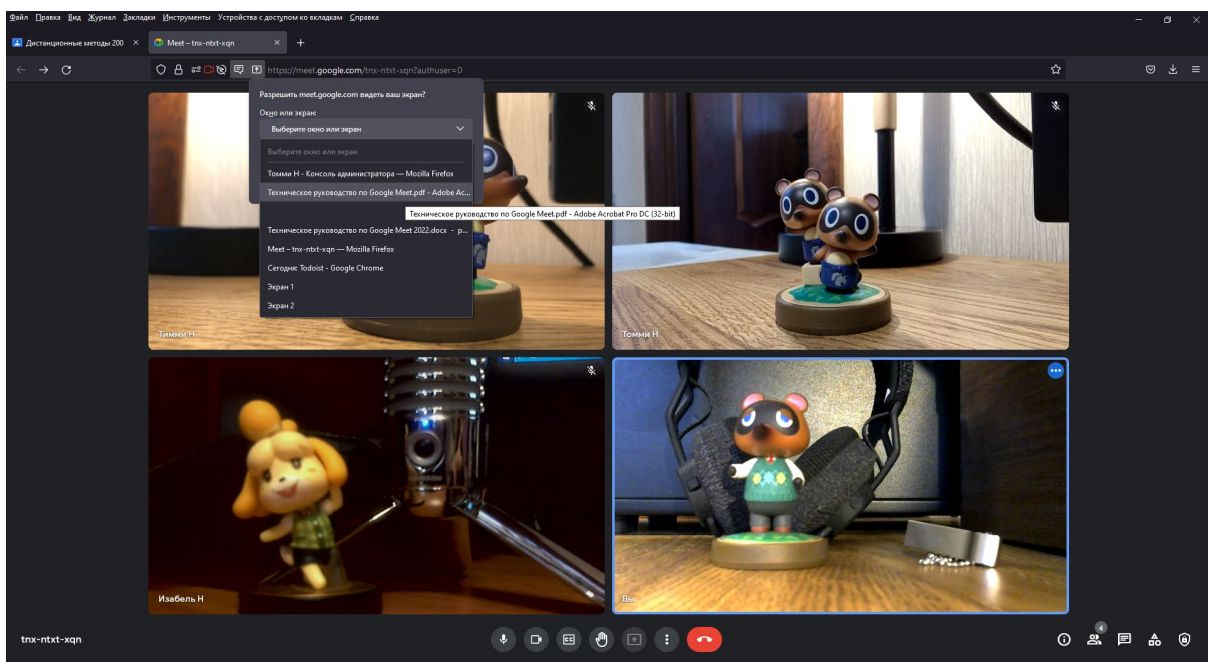 Файл Правка Вид Журнал Закладки Инструменты Устройства с доступом ко вкладкам Справка
Дистанционные методы 200
Meet – tnx-ntxt-xqn
https://meet.google.com/tnx-ntxt-xqn?authuser=0
Разрешить meet.google.com видеть ваш экран?
Окно или экран:
Выберите окно или экран
Выберите окно или экран
Томми Н - Консоль администратора — Mozilla Firefox
Техническое руководство по Google Meet.pdf - Adobe Ac...
Техническое руководство по Google Meet.pdf - Adobe Acrobat Pro DC (32-bit)
Техническое руководство по Google Meet 2022.docx - p...
Meet – tnx-ntxt-xqn — Mozilla Firefox
Сегодня: Todoist - Google Chrome
Экран 1
Экран 2
Тимми Н
Томми Н
Изабель Н
Вы
tnx-ntxt-xqn
CC
4